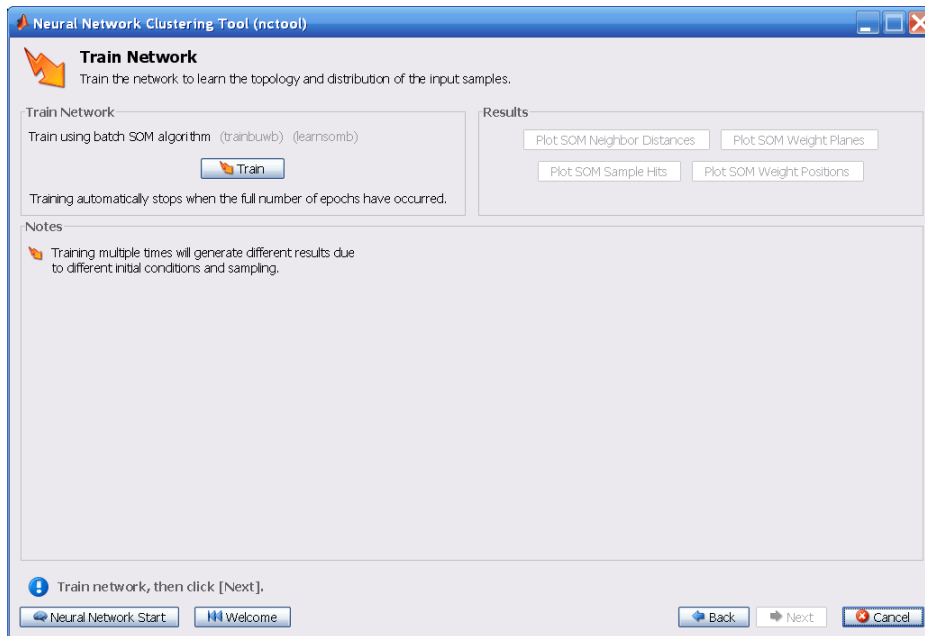 Neural Network Clustering Tool (nctool)
Train Network
Train the network to learn the topology and distribution of the input samples.
Train Network
Train using batch SOM algorithm (trainbuwb) (learnsomb)
Train
Training automatically stops when the full number of epochs have occurred.
Results
Plot SOM Neighbor Distances Plot SOM Weight Planes
Plot SOM Sample Hits Plot SOM Weight Positions
Notes
Training multiple times will generate different results due
to different initial conditions and sampling.
Train network, then click [Next].
Neural Network Start Welcome Back Next Cancel